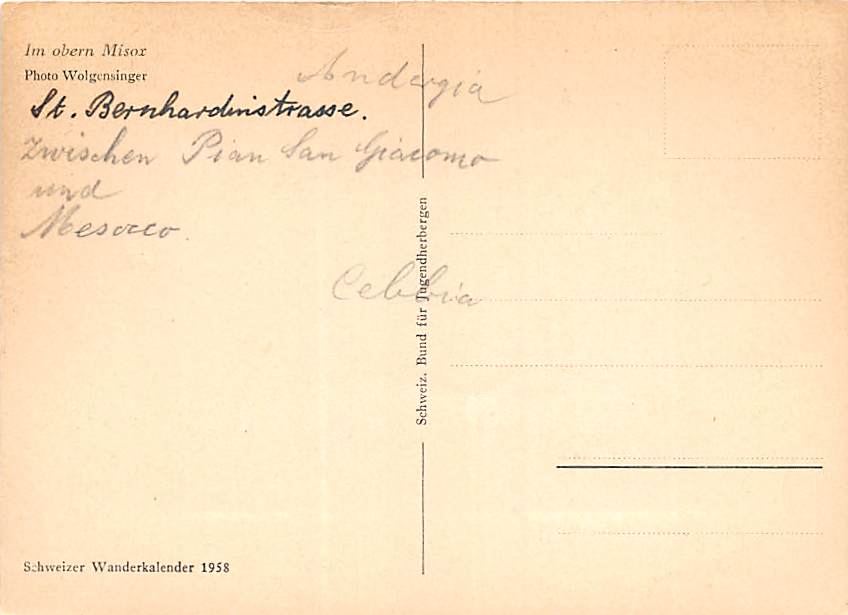 Im obern Misox
Photo Wolgensinger
Andergia
St. Bernhardinstrasse.
Zwischen Pian San Giacomo
und
Mesocco
Cebbia
Schweiz. Bund für Jugendherbergen
Schweizer Wanderkalender 1958